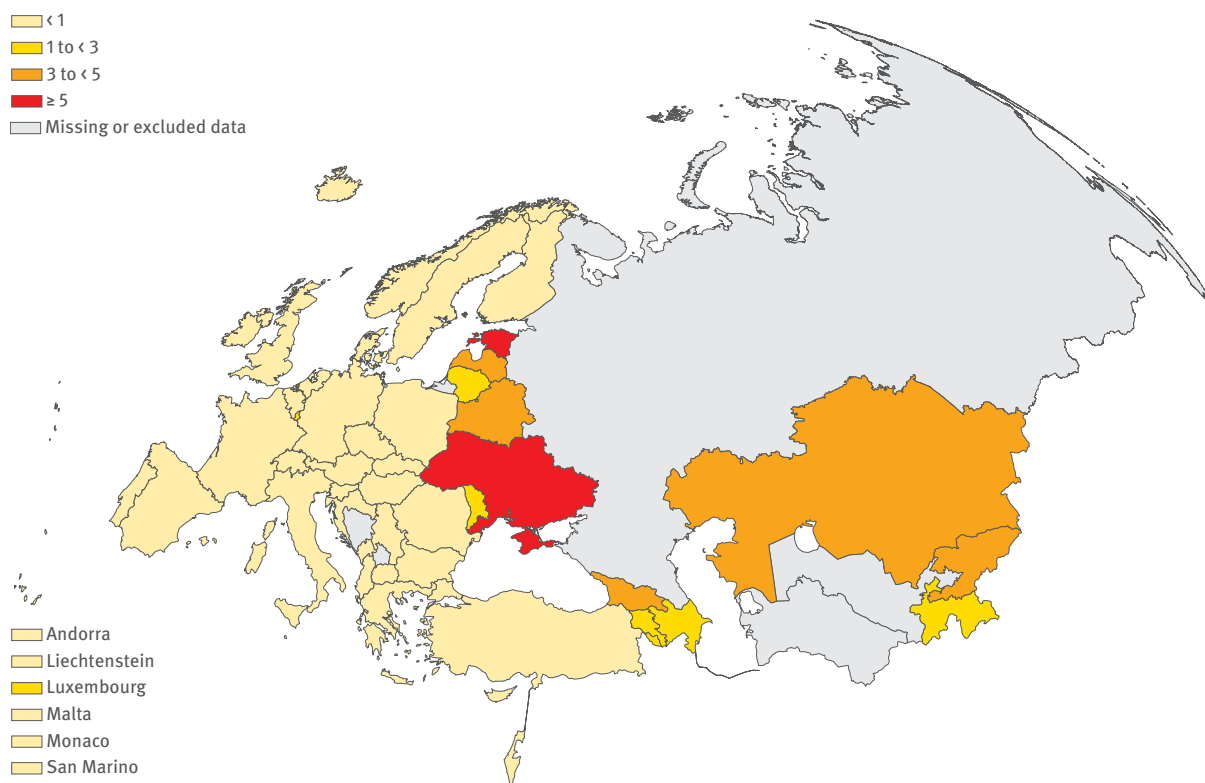 < 1
1 to < 3
3 to < 5
≥ 5
Missing or excluded data
Andorra
Liechtenstein
Luxembourg
Malta
Monaco
San Marino